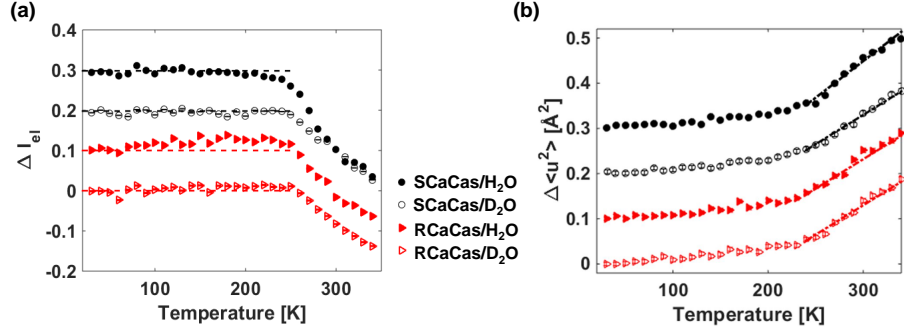 (a)
0.4
0.3
0.2
0.1
0
-0.1
-0.2
Δ I_el
100 200 300
Temperature [K]
SCaCas/H₂O
SCaCas/D₂O
RCaCas/H₂O
RCaCas/D₂O
(b)
0.5
0.4
0.3
0.2
0.1
0
Δ<u²> [Å²]
100 200 300
Temperature [K]